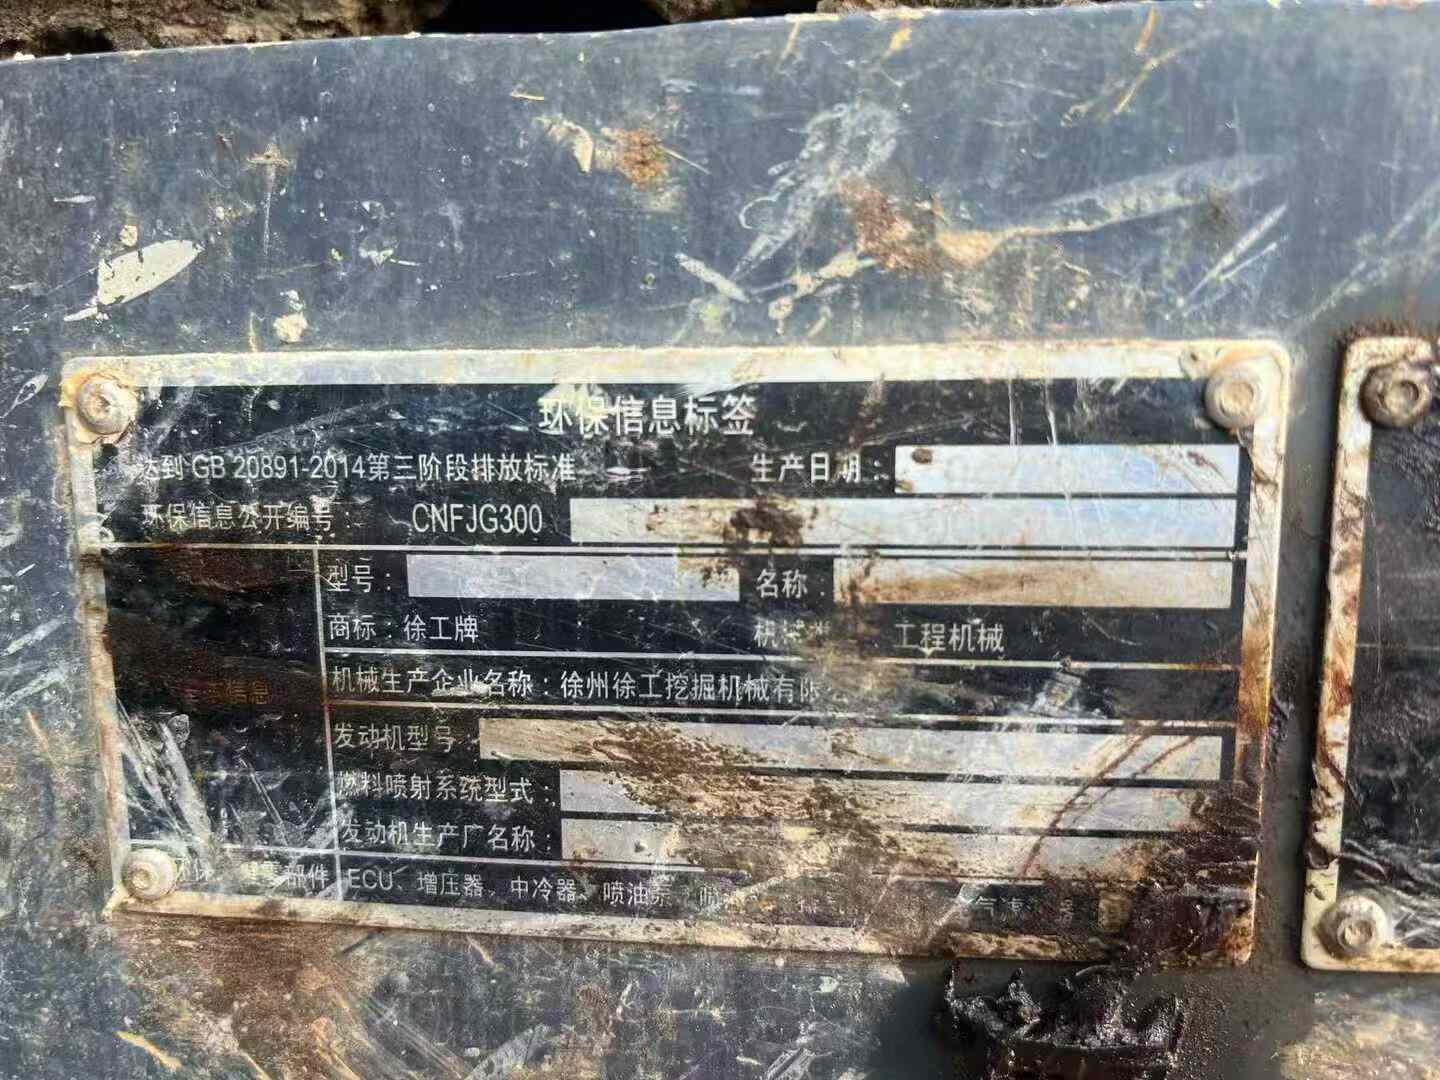 环保信息标签
达到 GB 20891-2014第三阶段排放标准 生产日期：
环保信息公开编号： CNFJG300
型号： 名称：
商标：徐工牌 机械 工程机械
信息
机械生产企业名称：徐州徐工挖掘机械有限
发动机型号：
燃料喷射系统型式：
发动机生产厂名称：
部件 ECU、增压器、中冷器、喷油泵